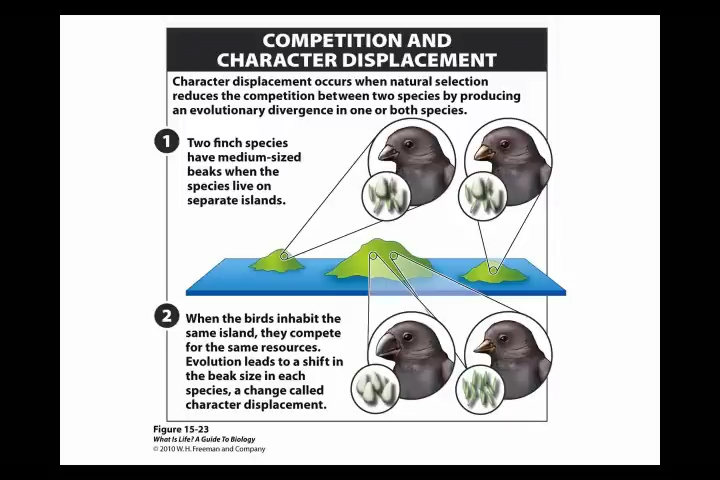 COMPETITION AND
CHARACTER DISPLACEMENT
Character displacement occurs when natural selection
reduces the competition between two species by producing
an evolutionary divergence in one or both species.
1
Two finch species
have medium-sized
beaks when the
species live on
separate islands.
2
When the birds inhabit the
same island, they compete
for the same resources.
Evolution leads to a shift in
the beak size in each
species, a change called
character displacement.
Figure 15-23
What Is Life? A Guide To Biology
© 2010 W. H. Freeman and Company